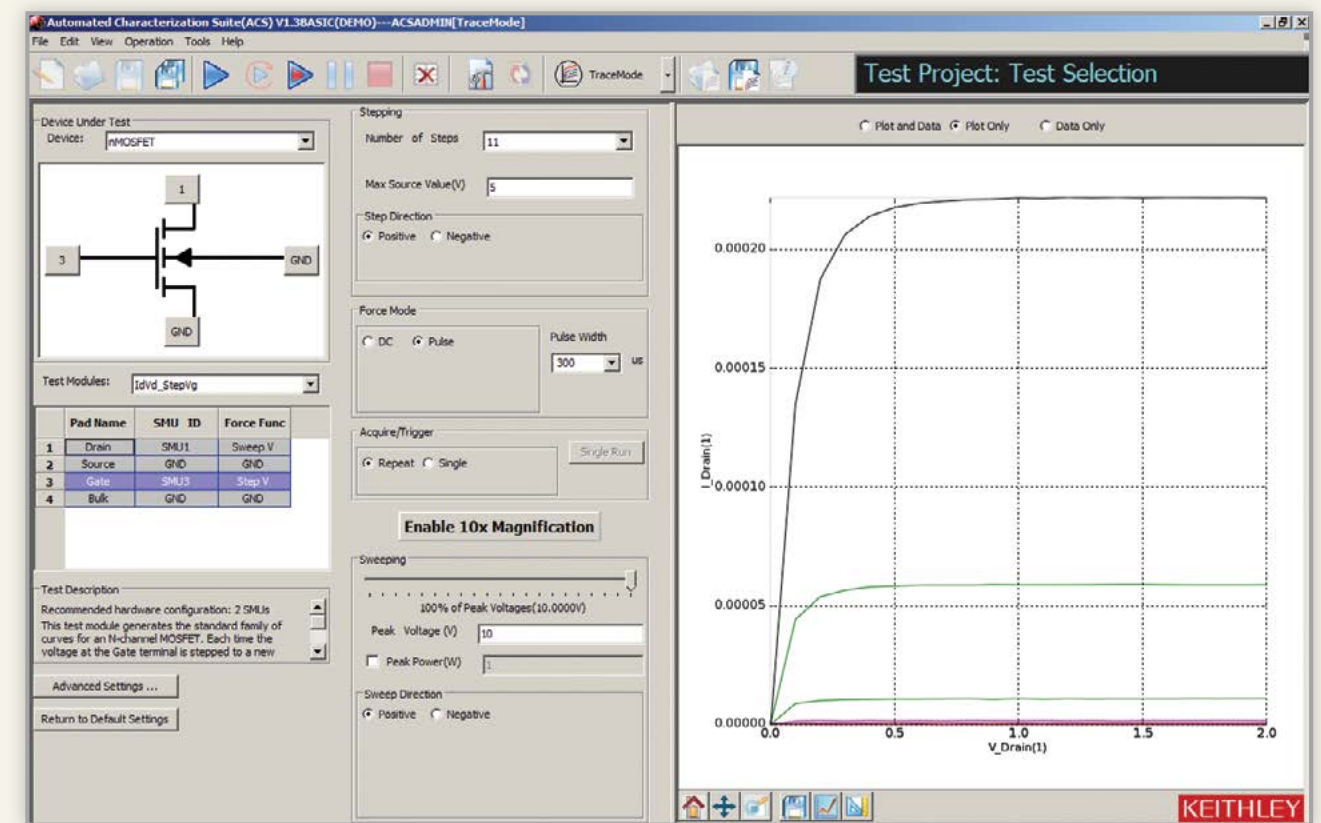 Automated Characterization Suite(ACS) V1.3BASIC(DEMO)---ACSADMIN[TraceMode]
File Edit View Operation Tools Help
TraceMode
Test Project: Test Selection
Device Under Test
Device: nMOSFET
1
3
GND
GND
Test Modules: IdVd_StepVg
Pad Name SMU ID Force Func
1 Drain SMU1 Sweep V
2 Source GND GND
3 Gate SMU3 Step V
4 Bulk GND GND
Test Description
Recommended hardware configuration: 2 SMUs
This test module generates the standard family of
curves for an N-channel MOSFET. Each time the
voltage at the Gate terminal is stepped to a new
Advanced Settings ...
Return to Default Settings
Stepping
Number of Steps 11
Max Source Value(V) 5
Step Direction
Positive Negative
Force Mode
DC Pulse
Pulse Width
300 us
Acquire/Trigger
Repeat Single
Single Run
Enable 10x Magnification
Sweeping
100% of Peak Voltages(10.0000V)
Peak Voltage (V) 10
Peak Power(W) 1
Sweep Direction
Positive Negative
Plot and Data Plot Only Data Only
0.00020
0.00015
0.00010
0.00005
0.00000
I_Drain(1)
0.0 0.5 1.0 1.5 2.0
V_Drain(1)
KEITHLEY